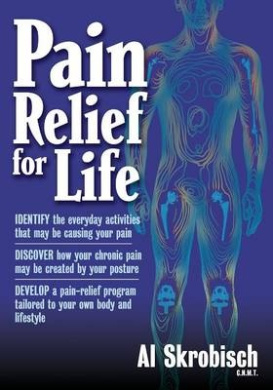 Pain
Relief
for Life
IDENTIFY the everyday activities
that may be causing your pain
DISCOVER how your chronic pain
may be created by your posture
DEVELOP a pain-relief program
tailored to your own body and
lifestyle
Al Skrobisch
C.N.M.T.